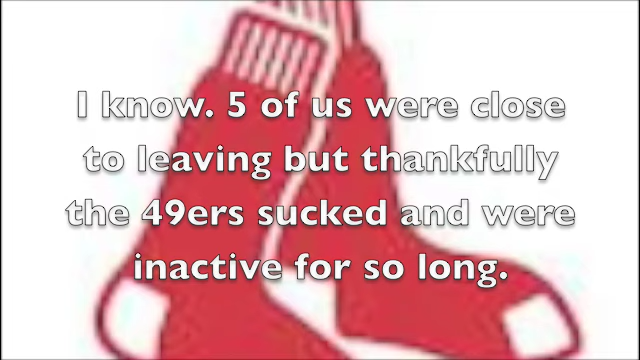 I know. 5 of us were close
to leaving but thankfully
the 49ers sucked and were
inactive for so long.